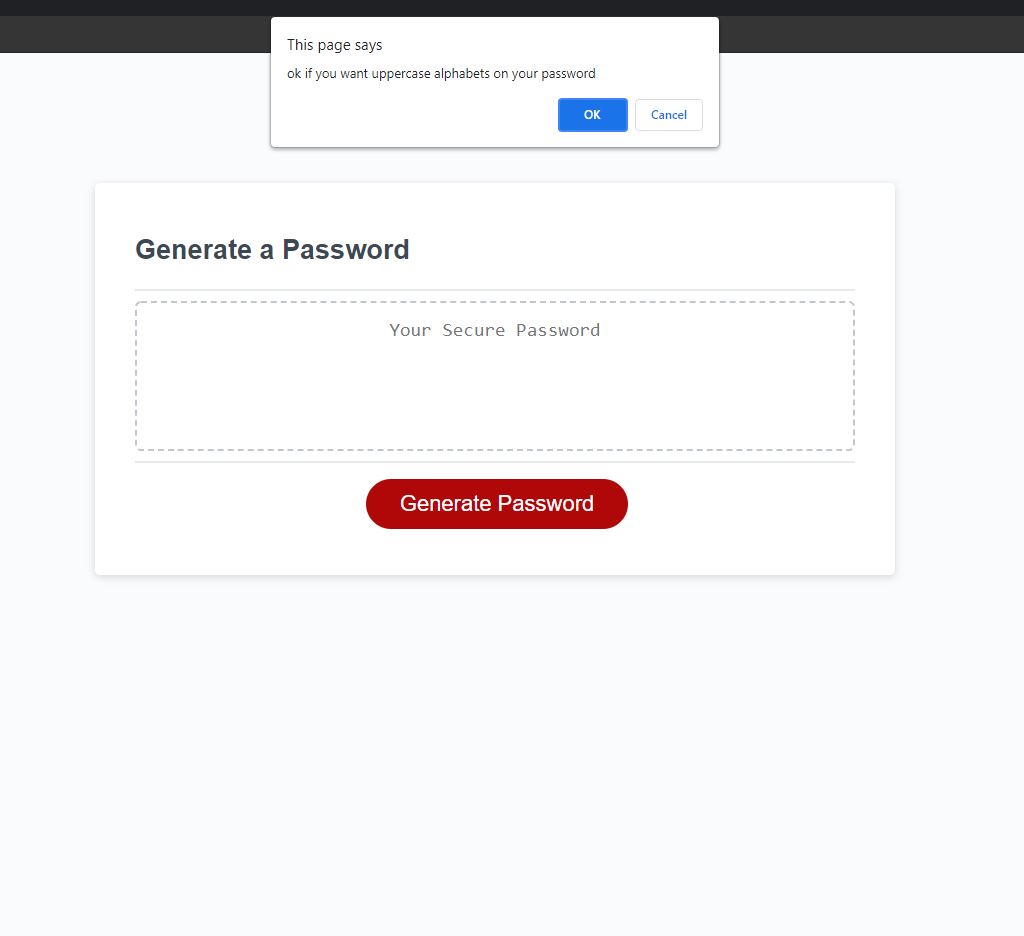 This page says
ok if you want uppercase alphabets on your password
OK Cancel
Generate a Password
Your Secure Password
Generate Password